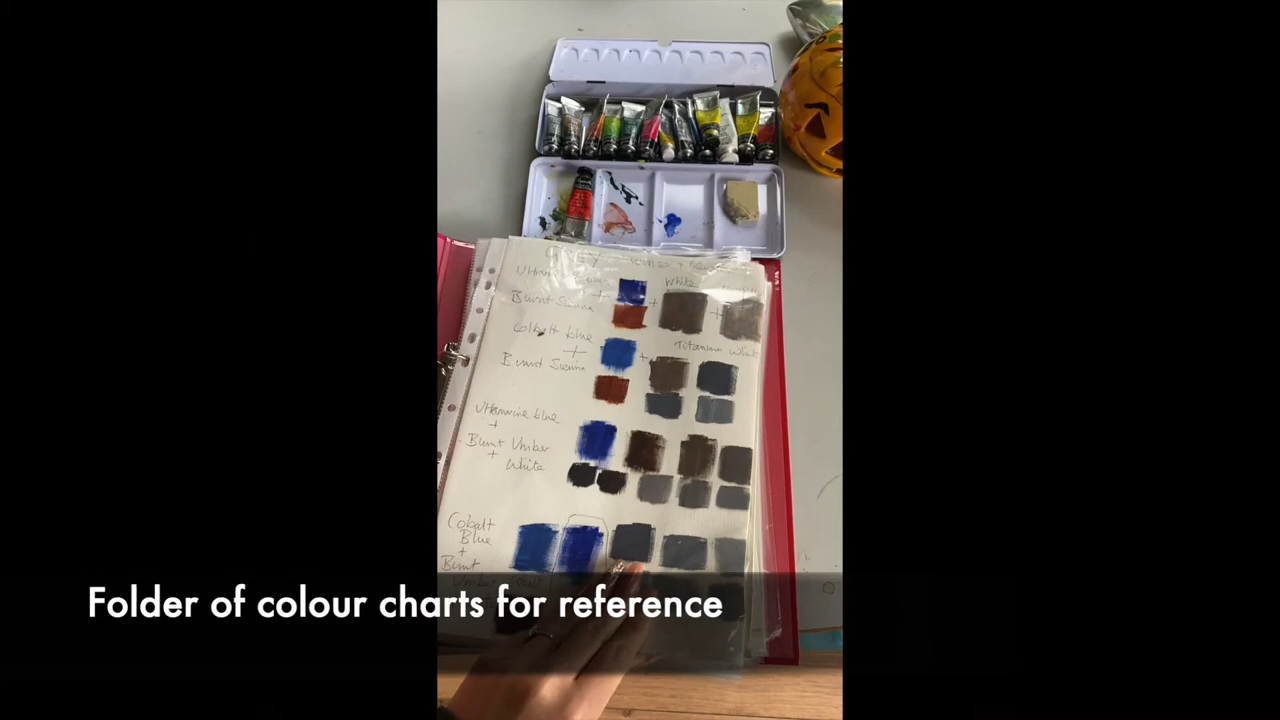 White
Burnt Sienna
+
+
+
Cobalt blue
Titanium White
+
+
Burnt Sienna
Ultramarine blue
+
Burnt Umber
+
White
Cobalt
Blue
+
Burnt
Umber
Folder of colour charts for reference